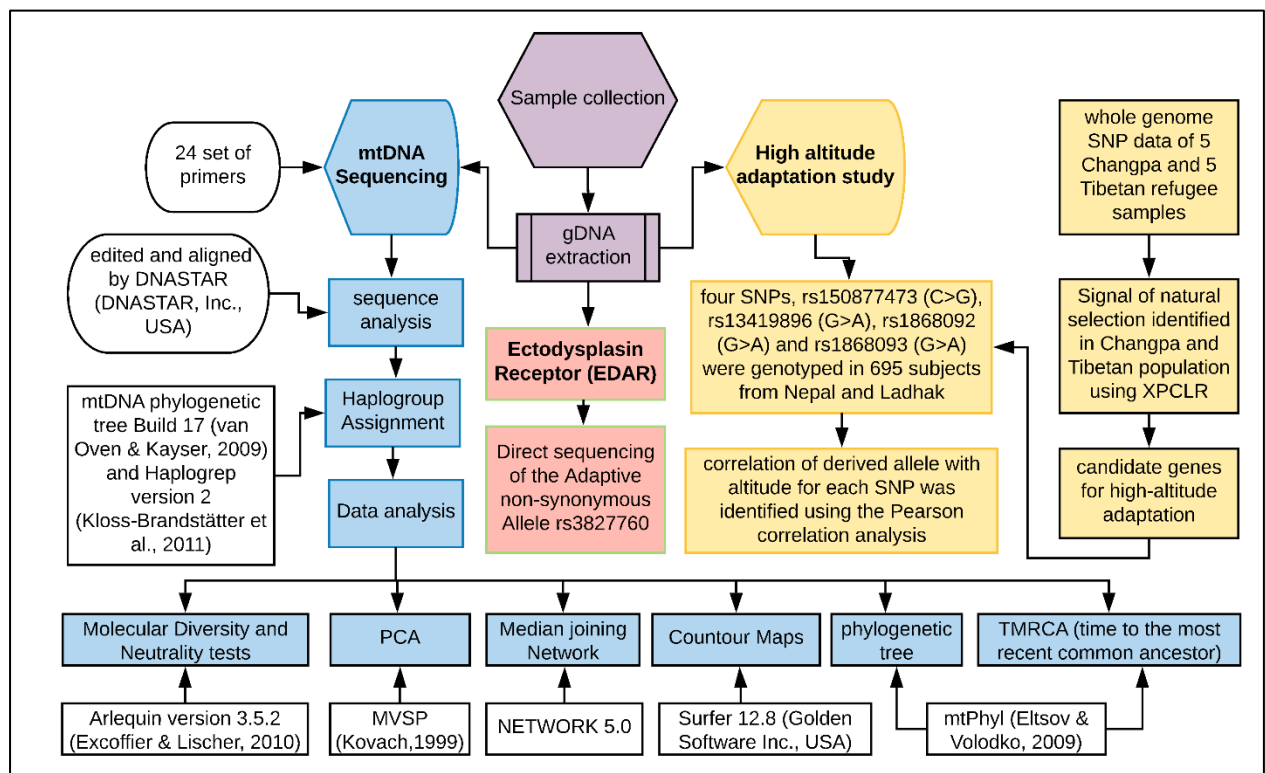 Sample collection
24 set of
primers
mtDNA
Sequencing
High altitude
adaptation study
whole genome
SNP data of 5
Changpa and 5
Tibetan refugee
samples
gDNA
extraction
edited and aligned
by DNASTAR
(DNASTAR, Inc.,
USA)
sequence
analysis
four SNPs, rs150877473 (C>G),
rs13419896 (G>A), rs1868092
(G>A) and rs1868093 (G>A)
were genotyped in 695 subjects
from Nepal and Ladhak
Signal of natural
selection identified
in Changpa and
Tibetan population
using XPCLR
Ectodysplasin
Receptor (EDAR)
mtDNA phylogenetic
tree Build 17 (van
Oven & Kayser, 2009)
and Haplogrep
version 2
(Kloss-Brandstätter et
al., 2011)
Haplogroup
Assignment
Direct sequencing
of the Adaptive
non-synonymous
Allele rs3827760
correlation of derived allele with
altitude for each SNP was
identified using the Pearson
correlation analysis
candidate genes
for high-altitude
adaptation
Data analysis
Molecular Diversity and
Neutrality tests
PCA
Median joining
Network
Countour Maps
phylogenetic
tree
TMRCA (time to the most
recent common ancestor)
Arlequin version 3.5.2
(Excoffier & Lischer, 2010)
MVSP
(Kovach,1999)
NETWORK 5.0
Surfer 12.8 (Golden
Software Inc., USA)
mtPhyl (Eltsov &
Volodko, 2009)